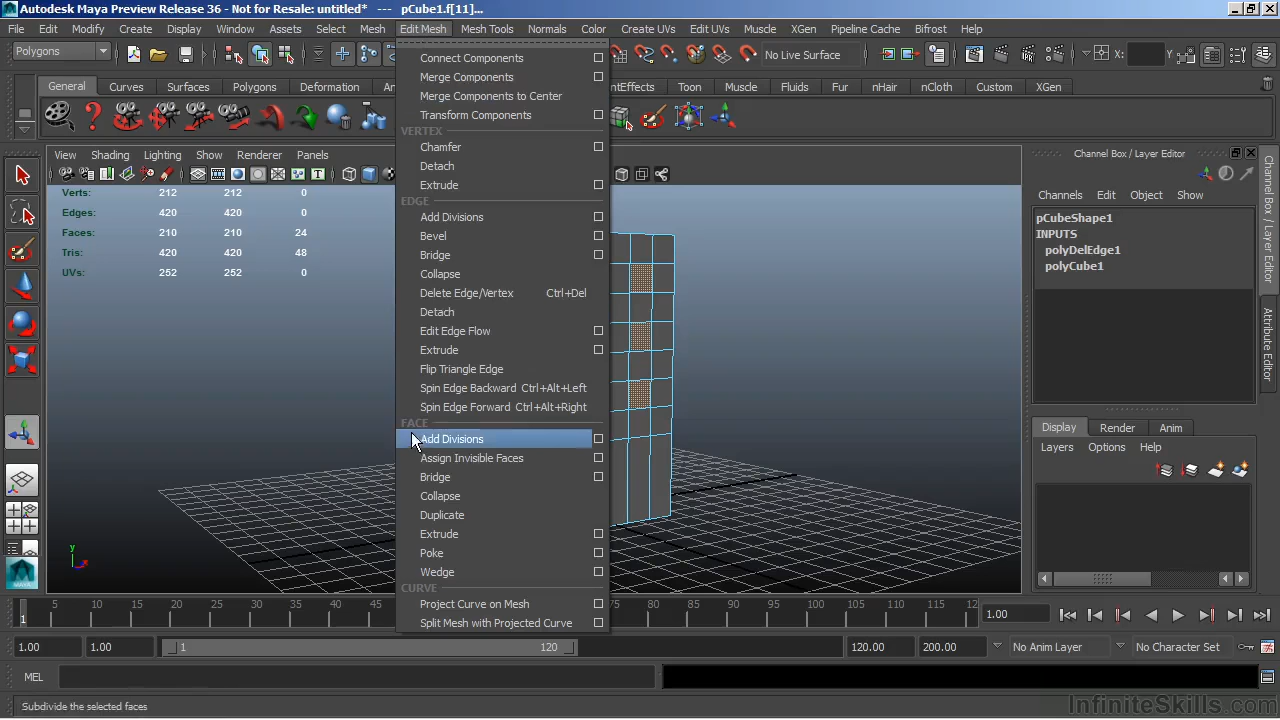 Autodesk Maya Preview Release 36 - Not for Resale: untitled* --- pCube1.f[11]...
File Edit Modify Create Display Window Assets Select Mesh Edit Mesh Mesh Tools Normals Color Create UVs Edit UVs Muscle XGen Pipeline Cache Bifrost Help
Polygons No Live Surface X: Y:
General Curves Surfaces Polygons Deformation An ntEffects Toon Muscle Fluids Fur nHair nCloth Custom XGen
View Shading Lighting Show Renderer Panels
Verts: 212 212 0
Edges: 420 420 0
Faces: 210 210 24
Tris: 420 420 48
UVs: 252 252 0
Connect Components
Merge Components
Merge Components to Center
Transform Components
VERTEX
Chamfer
Detach
Extrude
EDGE
Add Divisions
Bevel
Bridge
Collapse
Delete Edge/Vertex Ctrl+Del
Detach
Edit Edge Flow
Extrude
Flip Triangle Edge
Spin Edge Backward Ctrl+Alt+Left
Spin Edge Forward Ctrl+Alt+Right
FACE
Add Divisions
Assign Invisible Faces
Bridge
Collapse
Duplicate
Extrude
Poke
Wedge
CURVE
Project Curve on Mesh
Split Mesh with Projected Curve
Channel Box / Layer Editor
Channels Edit Object Show
pCubeShape1
INPUTS
polyDelEdge1
polyCube1
Display Render Anim
Layers Options Help
Channel Box / Layer Editor
Attribute Editor
y
1 5 10 15 20 25 30 35 40 45 75 80 85 90 95 100 105 110 115 12 1.00
1.00 1.00 1 120 120.00 200.00 No Anim Layer No Character Set
MEL
Subdivide the selected faces
InfiniteSkills.com